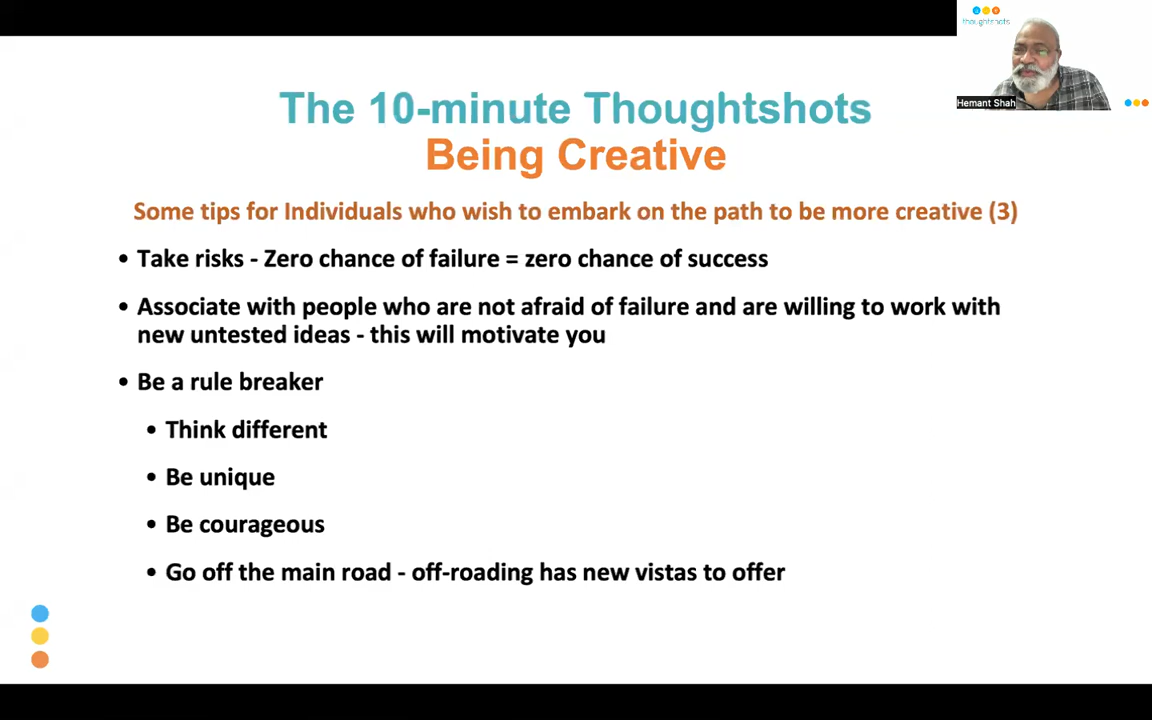 thoughtshots
Hemant Shah
The 10-minute Thoughtshots
Being Creative
Some tips for Individuals who wish to embark on the path to be more creative (3)
• Take risks - Zero chance of failure = zero chance of success
• Associate with people who are not afraid of failure and are willing to work with
new untested ideas - this will motivate you
• Be a rule breaker
• Think different
• Be unique
• Be courageous
• Go off the main road - off-roading has new vistas to offer